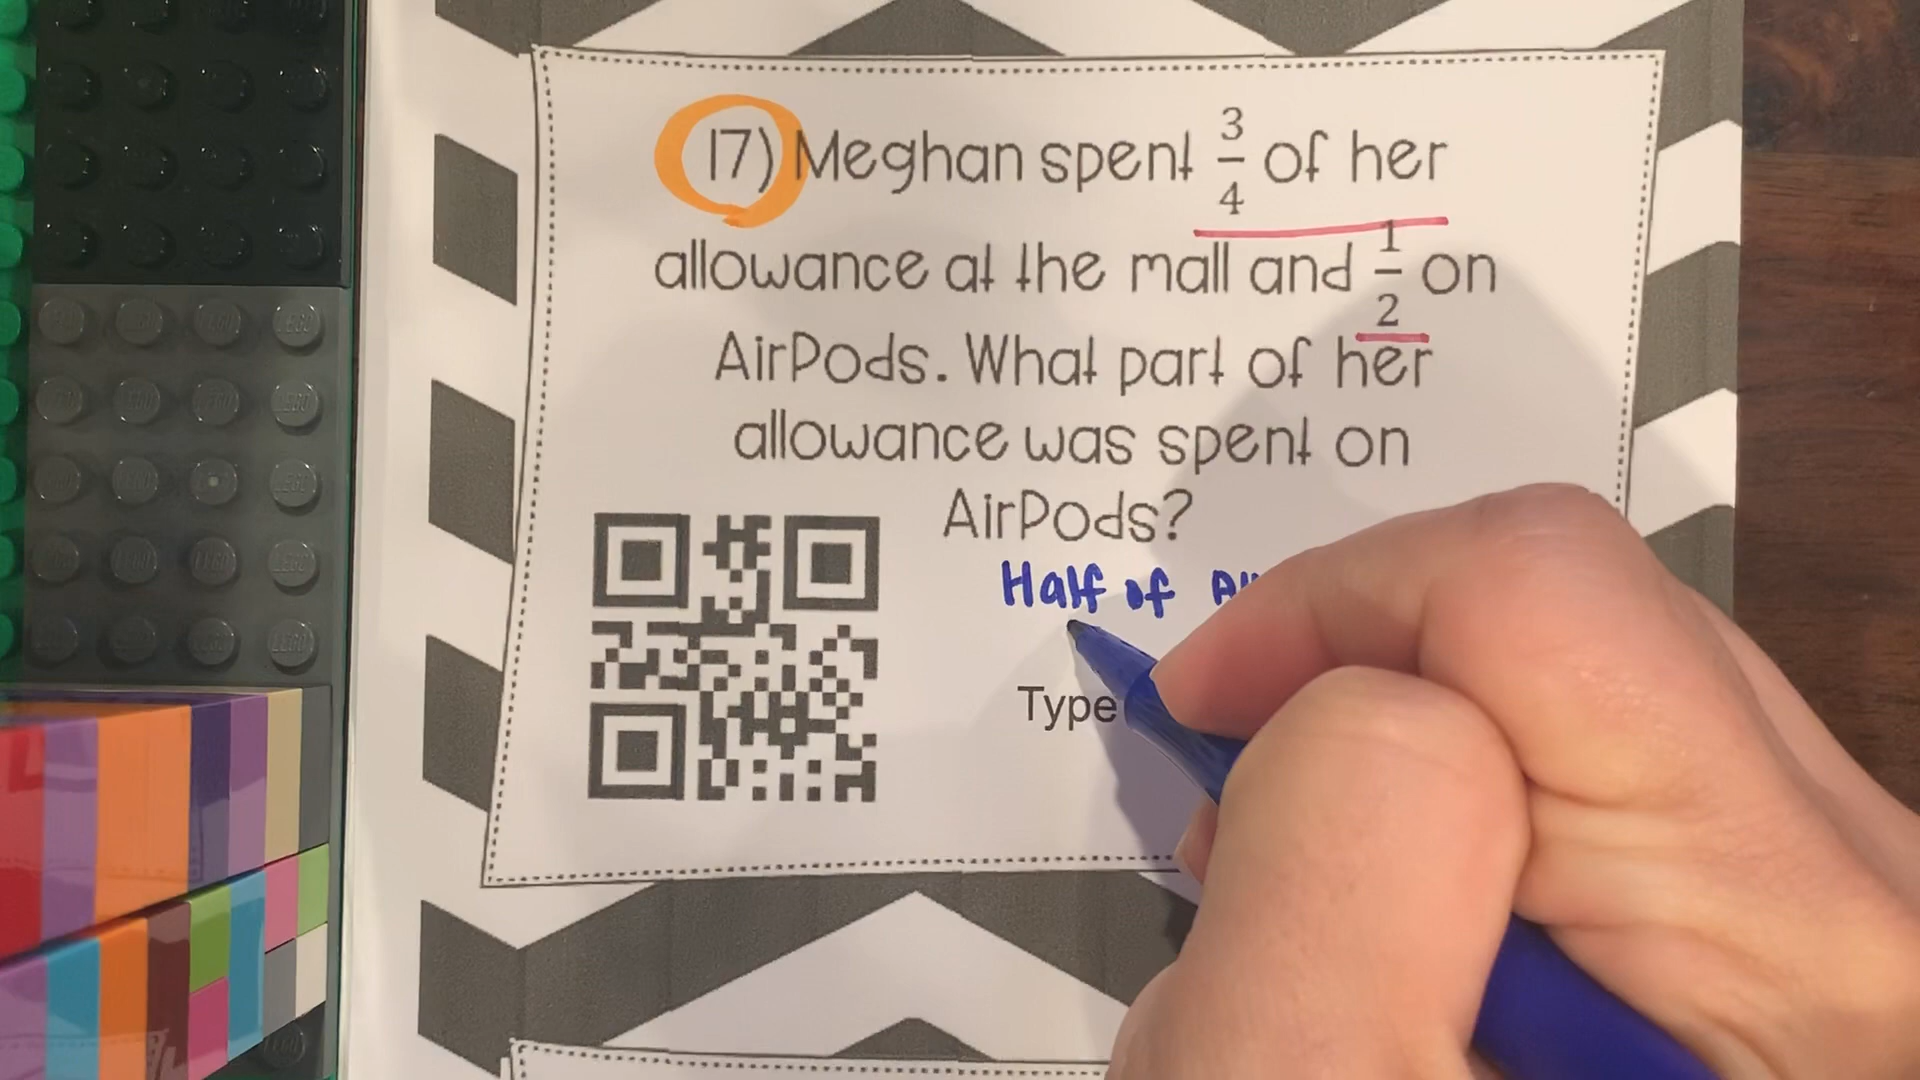 17) Meghan spent 3/4 of her
allowance at the mall and 1/2 on
AirPods. What part of her
allowance was spent on
AirPods?
Half of
Type